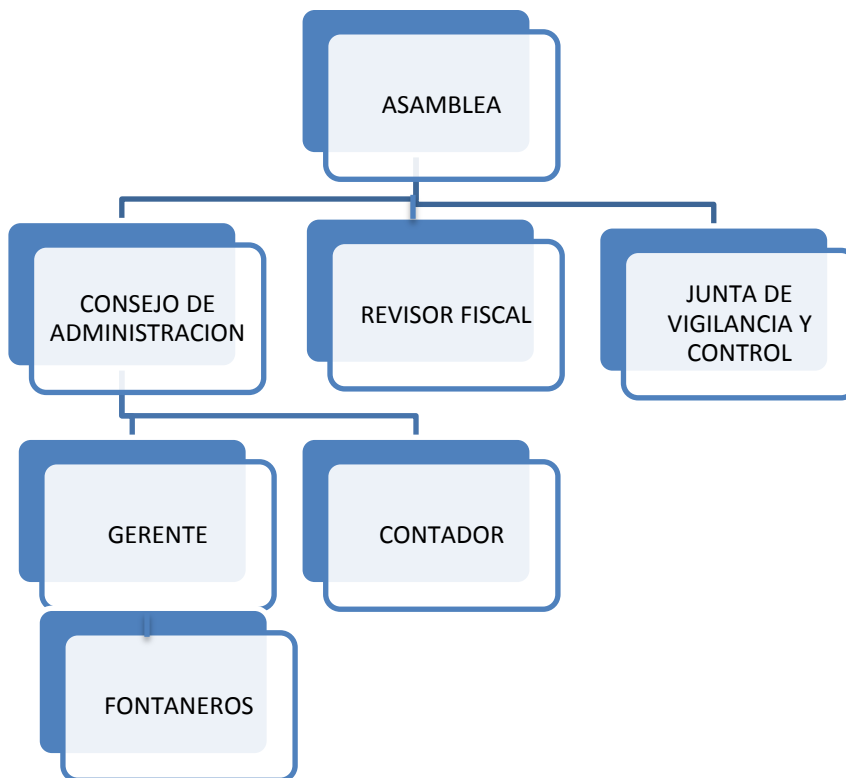 ASAMBLEA
CONSEJO DE
ADMINISTRACION
REVISOR FISCAL
JUNTA DE
VIGILANCIA Y
CONTROL
GERENTE
CONTADOR
FONTANEROS